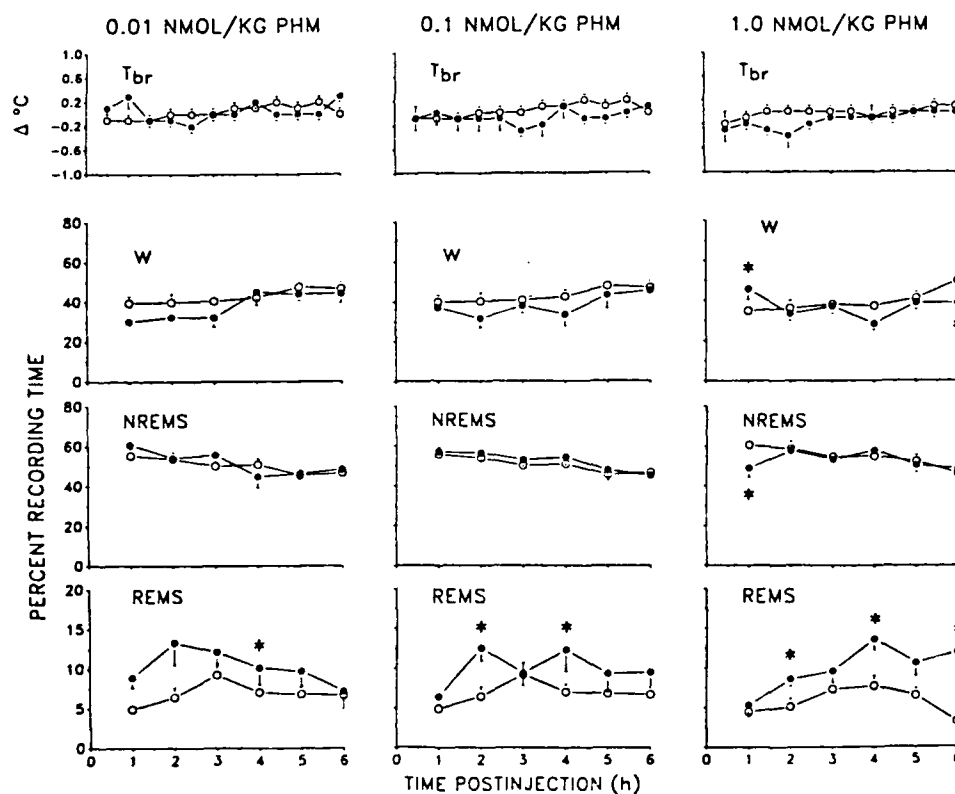 0.01 NMOL/KG PHM 0.1 NMOL/KG PHM 1.0 NMOL/KG PHM
Δ °C
1.0
0.6
0.2
-0.2
-0.6
-1.0
Tbr Tbr Tbr
PERCENT RECORDING TIME
80
60
40
20
0
W W W
*
80
60
40
20
0
NREMS NREMS NREMS
*
20
15
10
5
0
REMS REMS REMS
* * * * *
0 1 2 3 4 5 6 0 1 2 3 4 5 6 0 1 2 3 4 5 6
TIME POSTINJECTION (h)